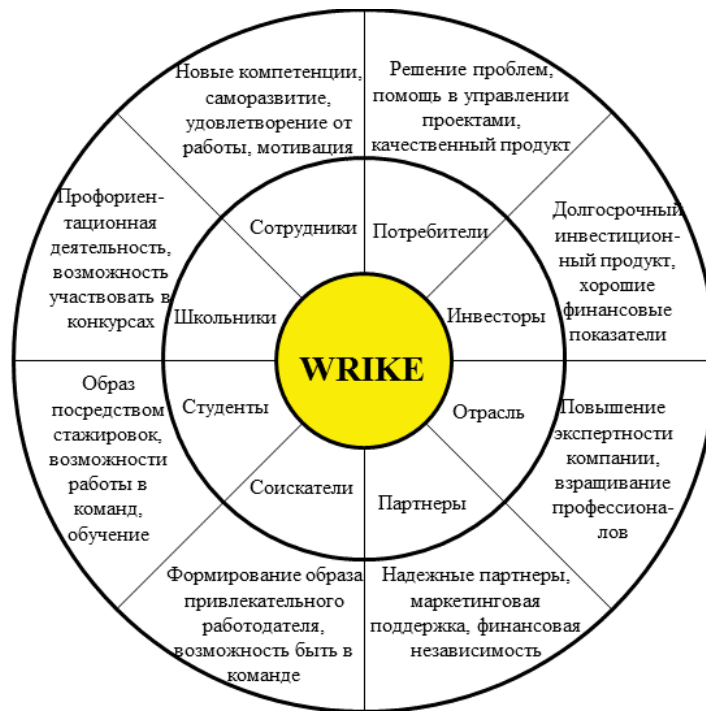 Новые компетенции,
саморазвитие,
удовлетворение от
работы, мотивация
Решение проблем,
помощь в управлении
проектами,
качественный продукт
Профориен-
тационная
деятельность,
возможность
участвовать в
конкурсах
Сотрудники
Потребители
Долгосрочный
инвестицион-
ный продукт,
хорошие
финансовые
показатели
Школьники
Инвесторы
WRIKE
Студенты
Отрасль
Образ
посредством
стажировок,
возможности
работы в
команд,
обучение
Повышение
экспертности
компании,
взращивание
профессиона-
лов
Соискатели
Партнеры
Формирование образа
привлекательного
работодателя,
возможность быть в
команде
Надежные партнеры,
маркетинговая
поддержка, финансовая
независимость